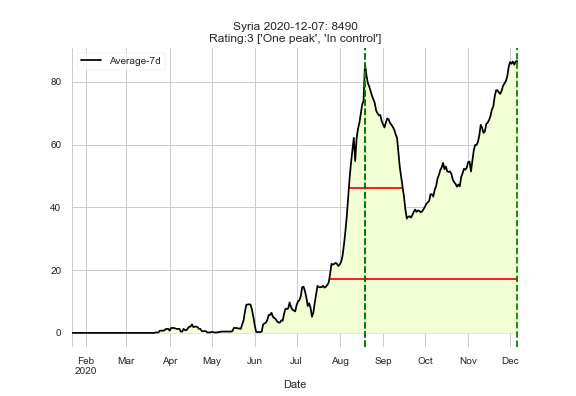 Syria 2020-12-07: 8490
Rating:3 ['One peak', 'In control']
Average-7d
80
60
40
20
0
Feb Mar Apr May Jun Jul Aug Sep Oct Nov Dec
2020
Date